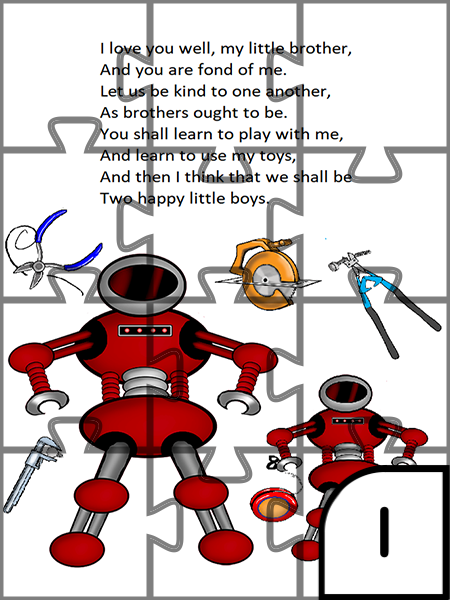 I love you well, my little brother,
And you are fond of me.
Let us be kind to one another,
As brothers ought to be.
You shall learn to play with me,
And learn to use my toys,
And then I think that we shall be
Two happy little boys.
I